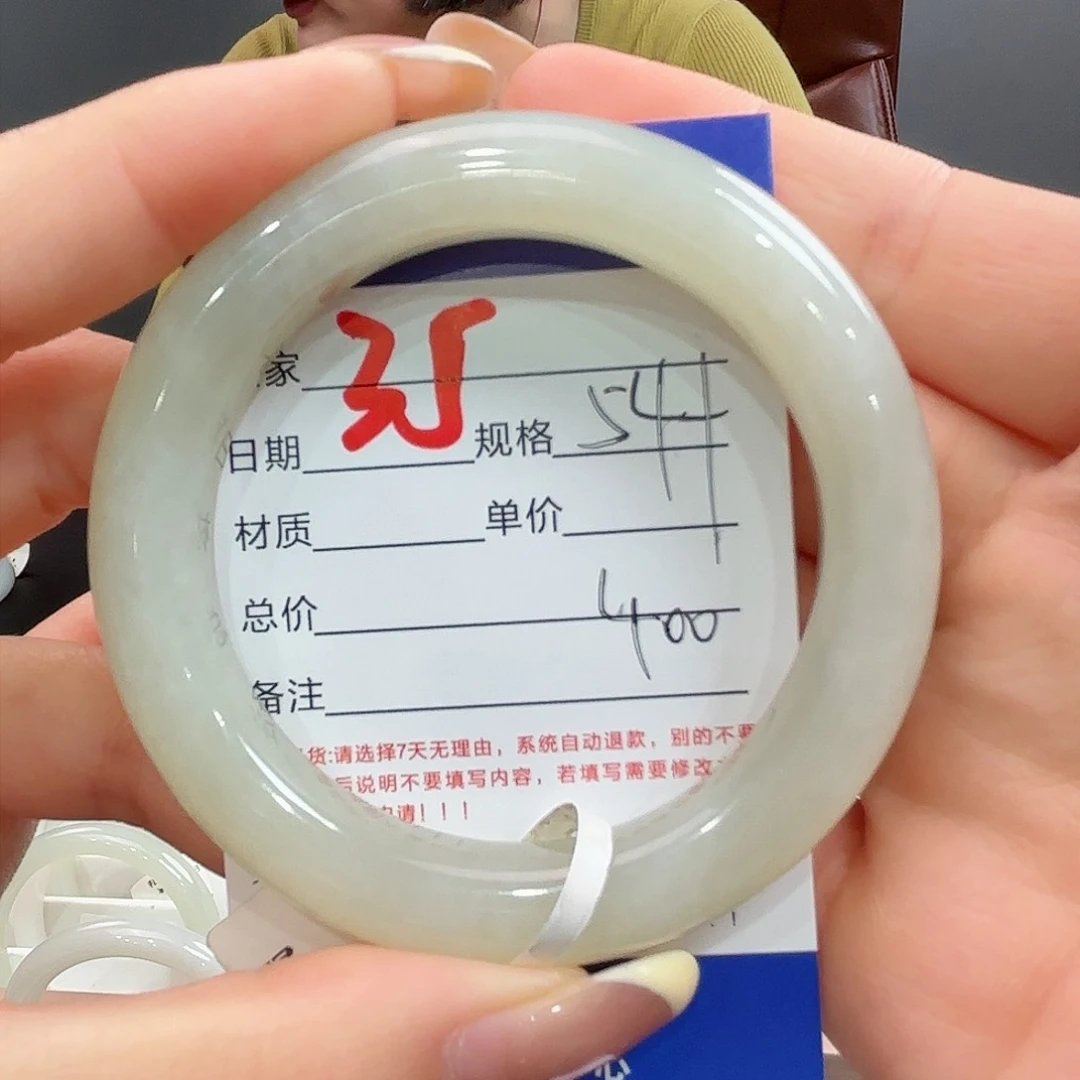 家
日期 规格 544
材质 单价
总价 400
备注
货:请选择7天无理由，系统自动退款，别的不要
后说明不要填写内容，若填写需要修改
请！！！
心